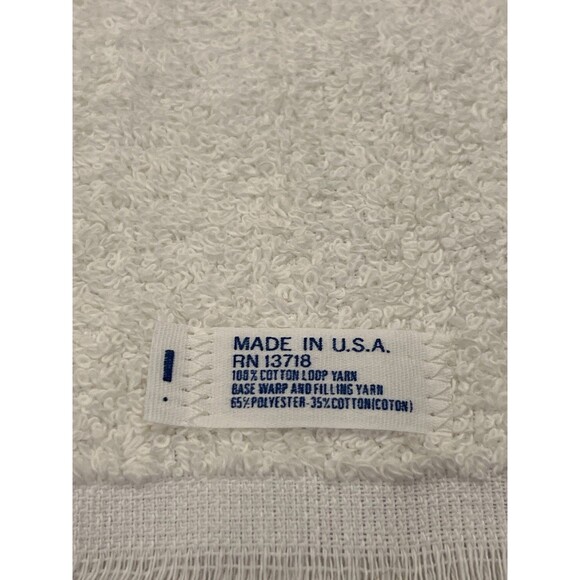 MADE IN U.S.A.
RN 13718
100% COTTON LOOP YARN
BASE WARP AND FILLING YARN
65% POLYESTER-35% COTTON(COTON)